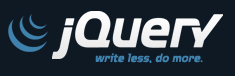 jQuery
write less, do more.